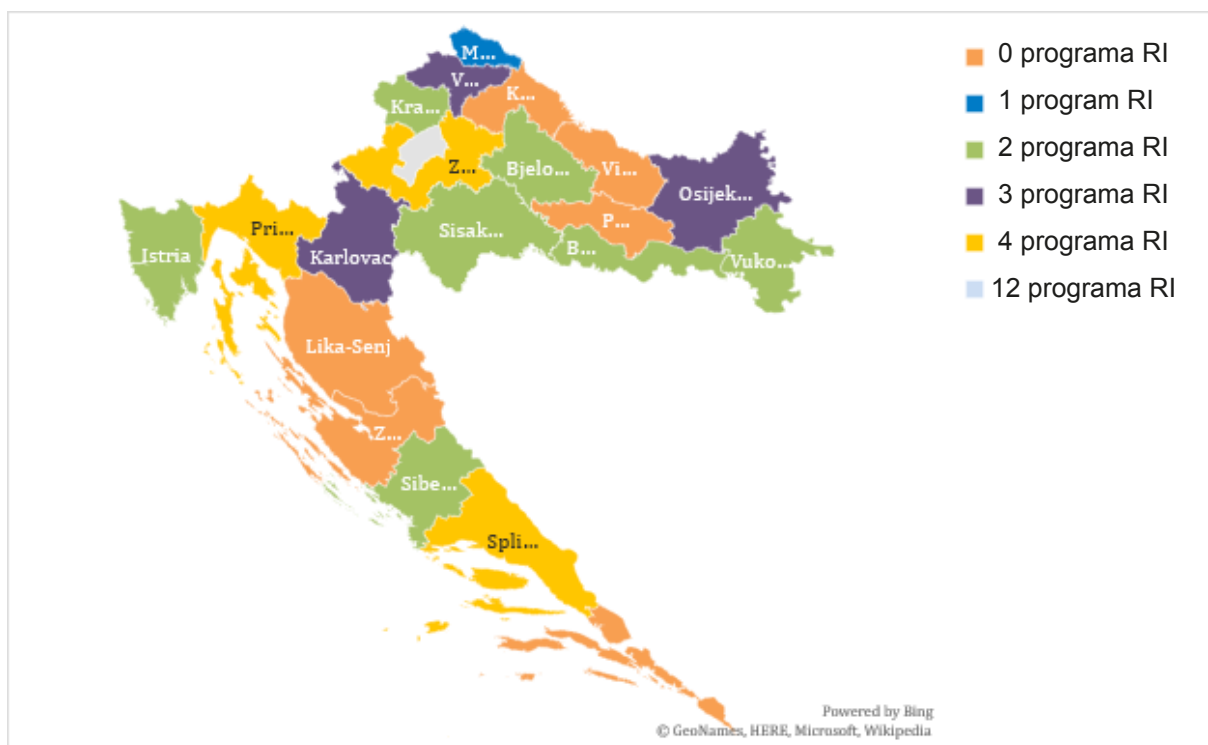 M...
V...
K...
Kra...
Z...
Bjelo...
Vi...
Osijek...
P...
Pri...
Istria
Karlovac
Sisak...
B...
Vuko...
Lika-Senj
Z...
Sibe...
Spli...
0 programa RI
1 program RI
2 programa RI
3 programa RI
4 programa RI
12 programa RI
Powered by Bing
© GeoNames, HERE, Microsoft, Wikipedia